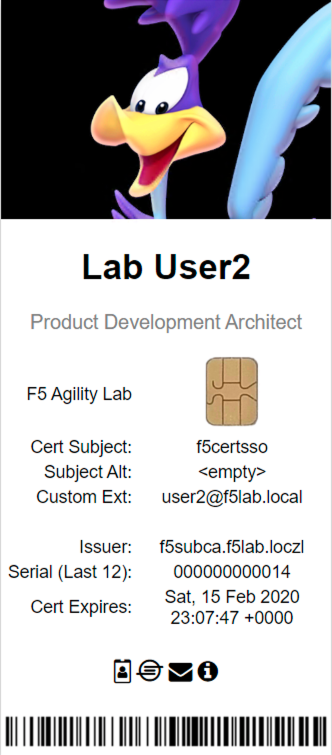 Lab User2
Product Development Architect
F5 Agility Lab
Cert Subject: f5certsso
Subject Alt: <empty>
Custom Ext: user2@f5lab.local
Issuer: f5subca.f5lab.loczl
Serial (Last 12): 000000000014
Cert Expires: Sat, 15 Feb 2020
23:07:47 +0000